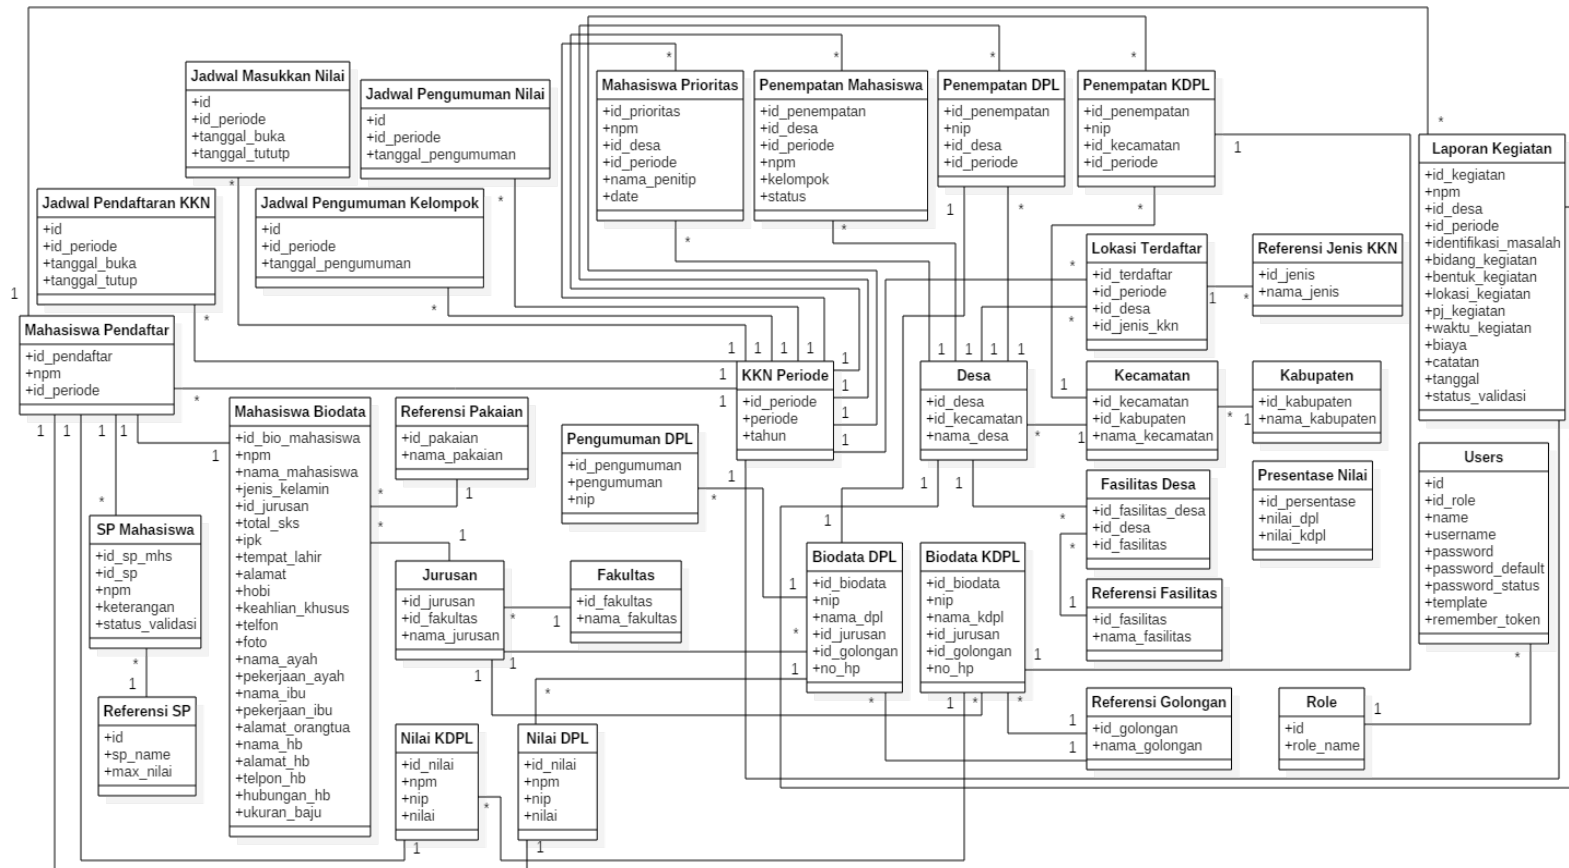 Jadwal Masukkan Nilai
+id
+id_periode
+tanggal_buka
+tanggal_tututp
Jadwal Pengumuman Nilai
+id
+id_periode
+tanggal_pengumuman
Mahasiswa Prioritas
+id_prioritas
+npm
+id_desa
+id_periode
+nama_penitip
+date
Penempatan Mahasiswa
+id_penempatan
+id_desa
+id_periode
+npm
+kelompok
+status
Penempatan DPL
+id_penempatan
+nip
+id_desa
+id_periode
Penempatan KDPL
+id_penempatan
+nip
+id_kecamatan
+id_periode
Laporan Kegiatan
+id_kegiatan
+npm
+id_desa
+id_periode
+identifikasi_masalah
+bidang_kegiatan
+bentuk_kegiatan
+lokasi_kegiatan
+pj_kegiatan
+waktu_kegiatan
+biaya
+catatan
+tanggal
+status_validasi
Jadwal Pendaftaran KKN
+id
+id_periode
+tanggal_buka
+tanggal_tutup
Jadwal Pengumuman Kelompok
+id
+id_periode
+tanggal_pengumuman
Lokasi Terdaftar
+id_terdaftar
+id_periode
+id_desa
+id_jenis_kkn
Referensi Jenis KKN
+id_jenis
+nama_jenis
Mahasiswa Pendaftar
+id_pendaftar
+npm
+id_periode
KKN Periode
+id_periode
+periode
+tahun
Desa
+id_desa
+id_kecamatan
+nama_desa
Kecamatan
+id_kecamatan
+id_kabupaten
+nama_kecamatan
Kabupaten
+id_kabupaten
+nama_kabupaten
Mahasiswa Biodata
+id_bio_mahasiswa
+npm
+nama_mahasiswa
+jenis_kelamin
+id_jurusan
+total_sks
+ipk
+tempat_lahir
+alamat
+hobi
+keahlian_khusus
+telfon
+foto
+nama_ayah
+pekerjaan_ayah
+nama_ibu
+pekerjaan_ibu
+alamat_orangtua
+nama_hb
+alamat_hb
+telpon_hb
+hubungan_hb
+ukuran_baju
Referensi Pakaian
+id_pakaian
+nama_pakaian
Pengumuman DPL
+id_pengumuman
+pengumuman
+nip
Fasilitas Desa
+id_fasilitas_desa
+id_desa
+id_fasilitas
Presentase Nilai
+id_persentase
+nilai_dpl
+nilai_kdpl
Users
+id
+id_role
+name
+username
+password
+password_default
+password_status
+template
+remember_token
SP Mahasiswa
+id_sp_mhs
+id_sp
+npm
+keterangan
+status_validasi
Jurusan
+id_jurusan
+id_fakultas
+nama_jurusan
Fakultas
+id_fakultas
+nama_fakultas
Biodata DPL
+id_biodata
+nip
+nama_dpl
+id_jurusan
+id_golongan
+no_hp
Biodata KDPL
+id_biodata
+nip
+nama_kdpl
+id_jurusan
+id_golongan
+no_hp
Referensi Fasilitas
+id_fasilitas
+nama_fasilitas
Referensi SP
+id
+sp_name
+max_nilai
Nilai KDPL
+id_nilai
+npm
+nip
+nilai
Nilai DPL
+id_nilai
+npm
+nip
+nilai
Referensi Golongan
+id_golongan
+nama_golongan
Role
+id
+role_name